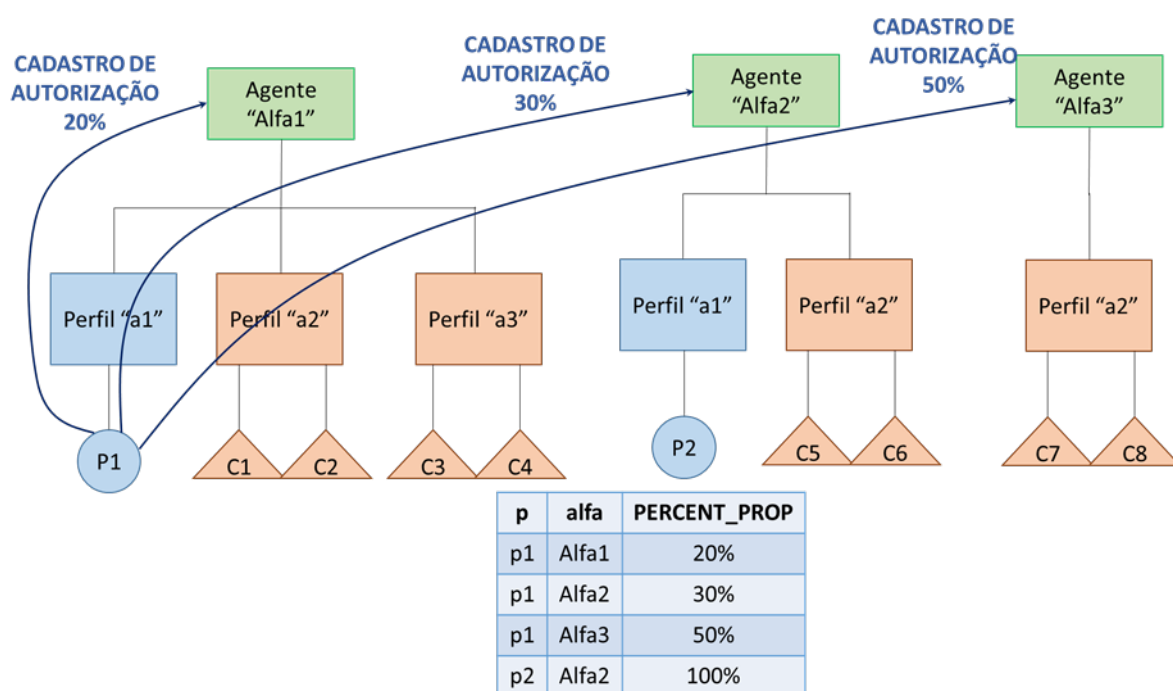 CADASTRO DE
AUTORIZAÇÃO
20%
CADASTRO DE
AUTORIZAÇÃO
30%
CADASTRO DE
AUTORIZAÇÃO
50%
Agente
“Alfa1”
Agente
“Alfa2”
Agente
“Alfa3”
Perfil “a1”
Perfil “a2”
Perfil “a3”
Perfil “a1”
Perfil “a2”
Perfil “a2”
P1
C1
C2
C3
C4
P2
C5
C6
C7
C8
p alfa PERCENT_PROP
p1 Alfa1 20%
p1 Alfa2 30%
p1 Alfa3 50%
p2 Alfa2 100%